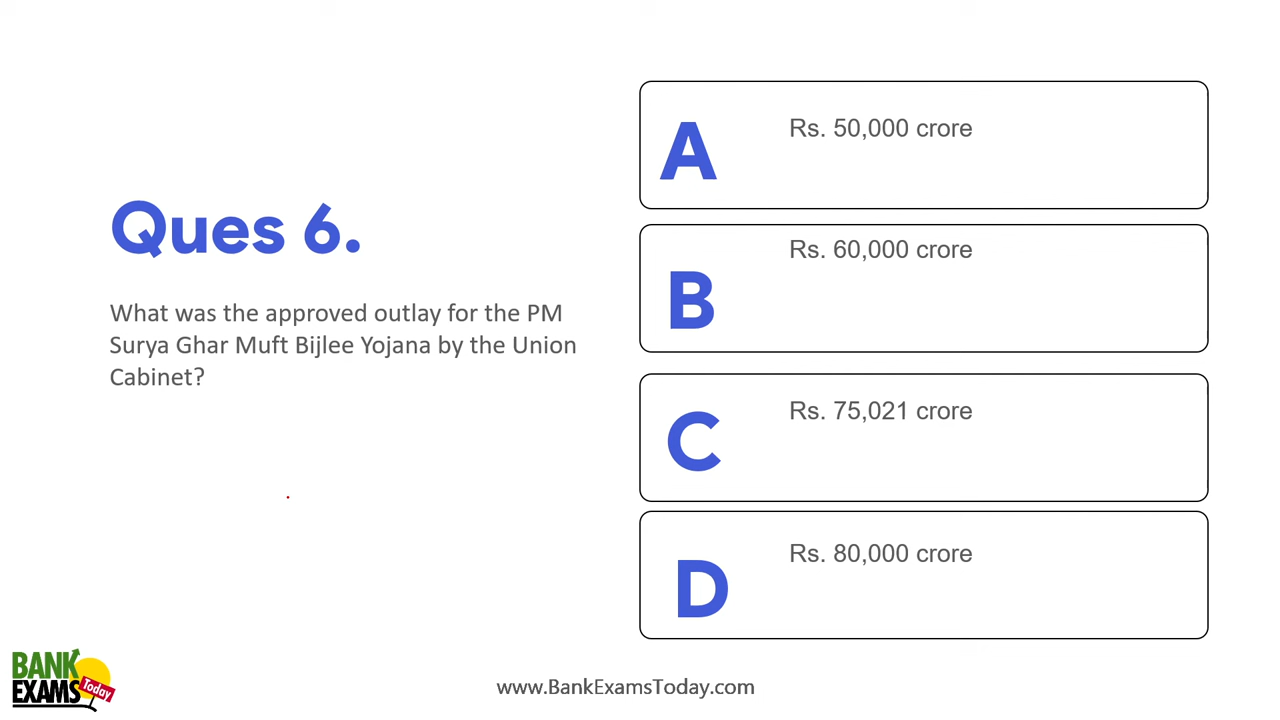 Ques 6.
What was the approved outlay for the PM
Surya Ghar Muft Bijlee Yojana by the Union
Cabinet?
A
Rs. 50,000 crore
B
Rs. 60,000 crore
C
Rs. 75,021 crore
D
Rs. 80,000 crore
BANK
EXAMS
Today
www.BankExamsToday.com